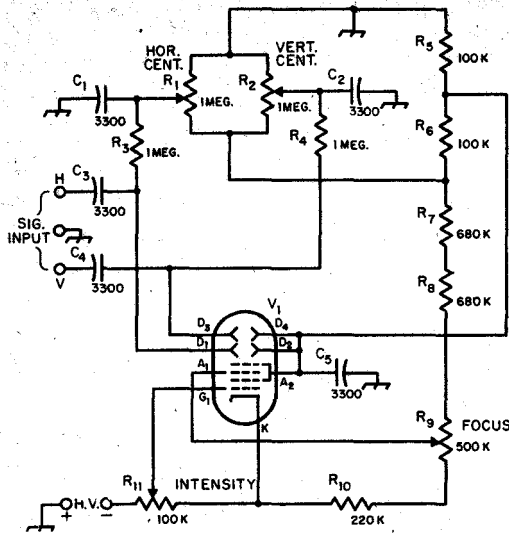 HOR. CENT.
VERT. CENT.
R5
100K
C1
3300
R1
1MEG.
R2
1MEG.
C2
3300
R3
1MEG.
R4
1MEG.
R6
100K
H
C3
3300
SIG. INPUT
V
C4
3300
R7
680K
R8
680K
V1
D3
D4
D1
D2
A1
A2
G1
K
C5
3300
R9
500K
FOCUS
R11
INTENSITY
100K
R10
220K
H.V.
+
−